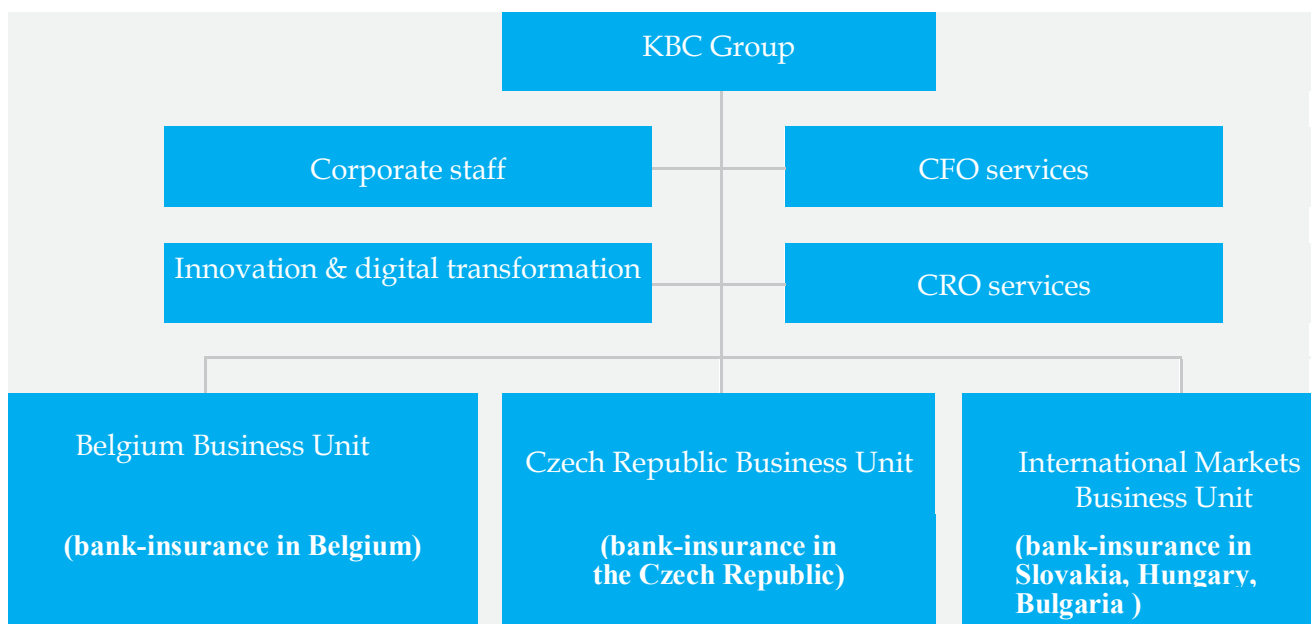 KBC Group
Corporate staff
CFO services
Innovation & digital transformation
CRO services
Belgium Business Unit
(bank-insurance in Belgium)
Czech Republic Business Unit
(bank-insurance in
the Czech Republic)
International Markets
Business Unit
(bank-insurance in
Slovakia, Hungary,
Bulgaria )